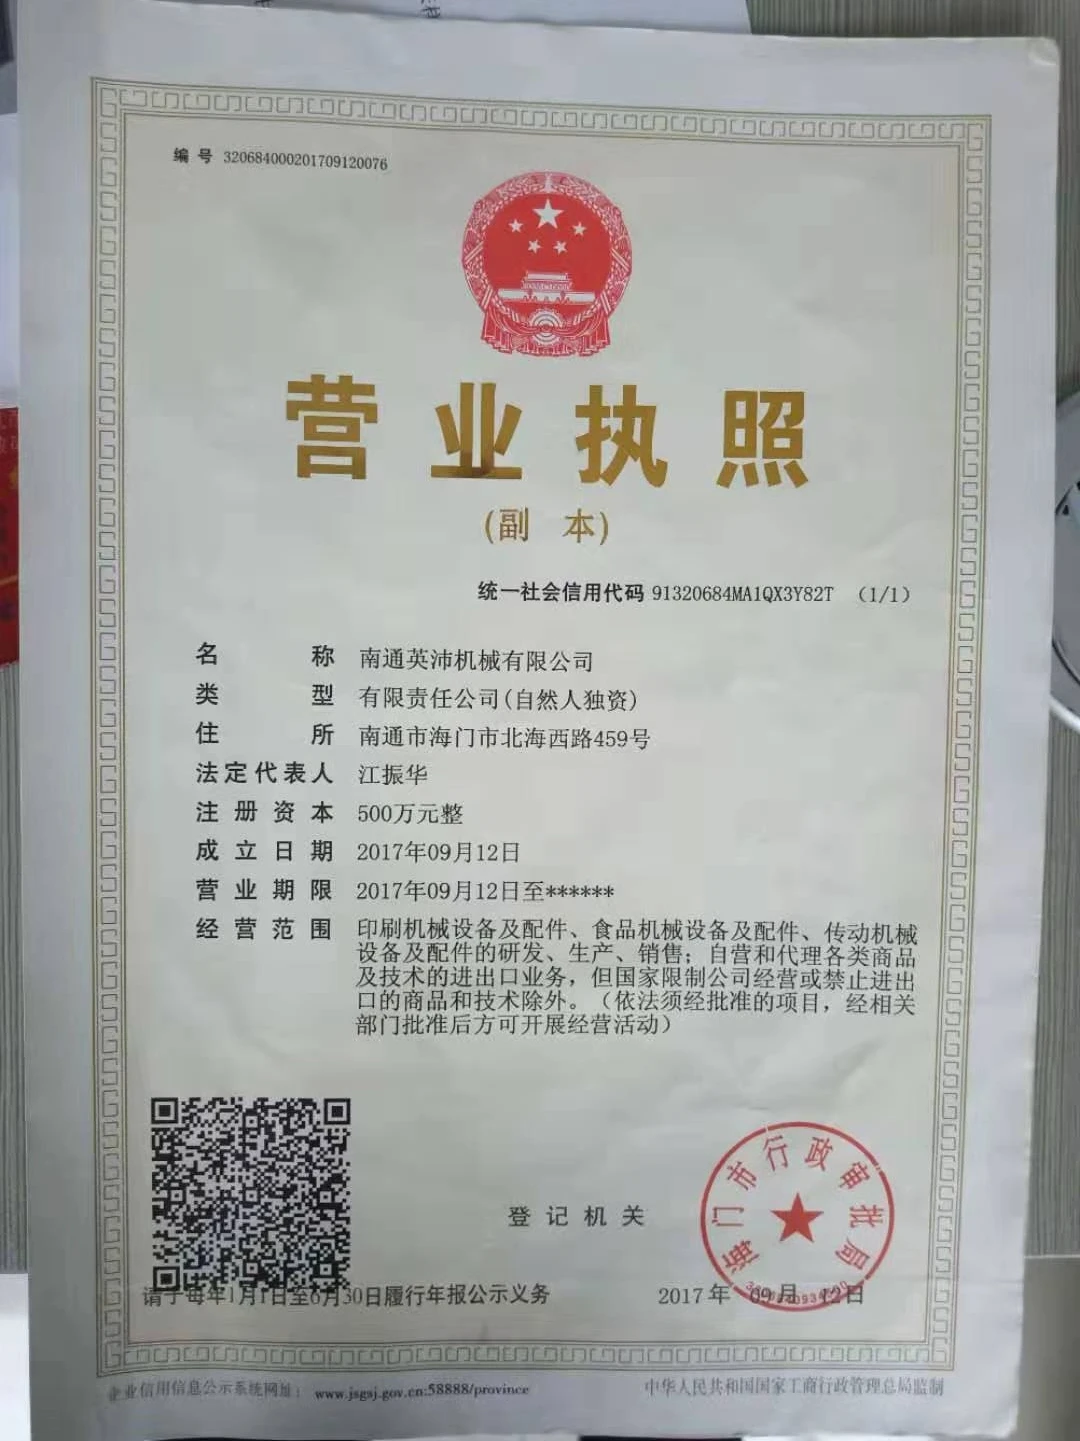 编号 320684000201709120076
营业执照
(副 本)
统一社会信用代码 91320684MA1QX3Y82T (1/1)
名称 南通英沛机械有限公司
类型 有限责任公司(自然人独资)
住所 南通市海门市北海西路459号
法定代表人 江振华
注册资本 500万元整
成立日期 2017年09月12日
营业期限 2017年09月12日至******
经营范围 印刷机械设备及配件、食品机械设备及配件、传动机械
设备及配件的研发、生产、销售；自营和代理各类商品
及技术的进出口业务，但国家限制公司经营或禁止进出
口的商品和技术除外。（依法须经批准的项目，经相关
部门批准后方可开展经营活动）
海门市行政审批局
登记机关
请于每年1月1日至6月30日履行年报公示义务
2017年 09月 12日
企业信用信息公示系统网址： www.jsgsj.gov.cn:58888/province
中华人民共和国国家工商行政管理总局监制